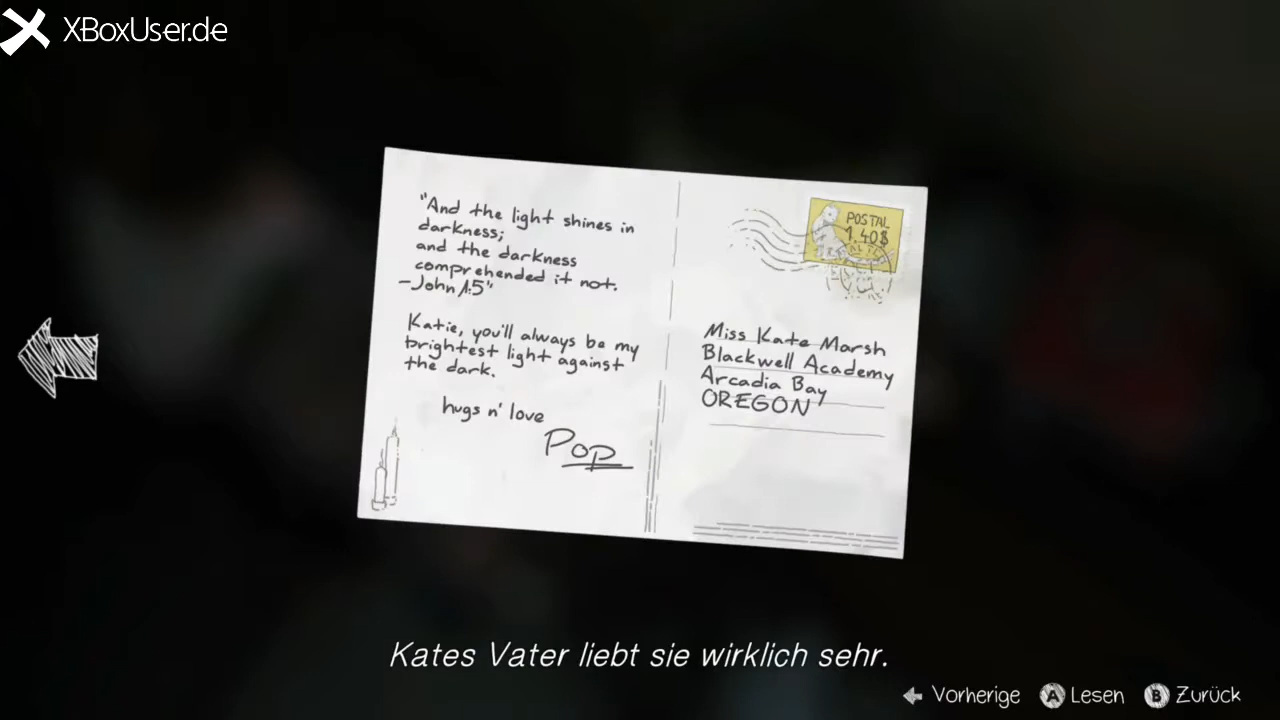 XBoxUser.de
"And the light shines in
darkness;
and the darkness
comprehended it not.
-John 1:5"
Katie, you'll always be my
brightest light against
the dark.
hugs n' love
Pop
POSTAL
1.40$
Miss Kate Marsh
Blackwell Academy
Arcadia Bay
OREGON
Kates Vater liebt sie wirklich sehr.
Vorherige A Lesen B Zurück